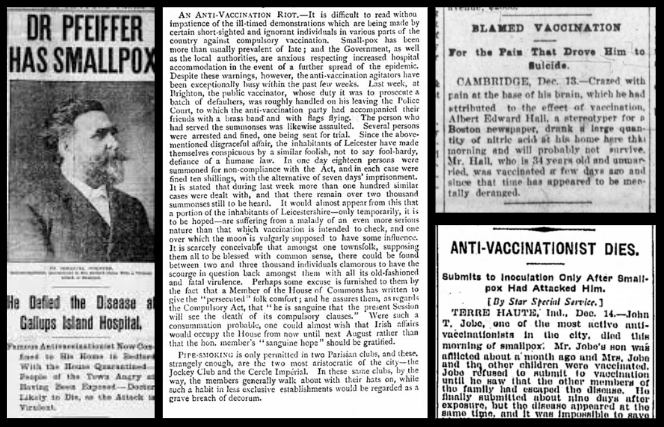 DR PFEIFFER
HAS SMALLPOX
He Defied the Disease a
Gallups Island Hospital.
Famous Antivaccinationist Now Con-
fined to His Home in Bedford
With the House Quarantined—
People of the Town Angry at
Having Been Exposed—Doctor
Likely to Die, as the Attack is
Virulent.
AN ANTI-VACCINATION RIOT.—It is difficult to read without
impatience of the ill-timed demonstrations which are being made by
certain short-sighted and ignorant individuals in various parts of the
country against compulsory vaccination. Small-pox has been
more than usually prevalent of late; and the Government, as well
as the local authorities, are anxious respecting increased hospital
accommodation in the event of a further spread of the epidemic.
Despite these warnings, however, the anti-vaccination agitators have
been exceptionally busy within the past few weeks. Last week, at
Brighton, the public vaccinator, whose duty it was to prosecute a
batch of defaulters, was roughly handled on his leaving the Police
Court, to which the anti-vaccination party had accompanied their
friends with a brass band and with flags flying. The person who
had served the summonses was likewise assaulted. Several persons
were arrested and fined, one being sent for trial. Since the above-
mentioned disgraceful affair, the inhabitants of Leicester have made
themselves conspicuous by a similar foolish, not to say fool-hardy,
defiance of a humane law. In one day eighteen persons were
summoned for non-compliance with the Act, and in each case were
fined ten shillings, with the alternative of seven days' imprisonment.
It is stated that during last week more than one hundred similar
cases were dealt with, and that there remain over two thousand
summonses still to be heard. It would almost appear from this that
a portion of the inhabitants of Leicestershire—only temporarily, it is
to be hoped—are suffering from a malady of an even more serious
nature than that which vaccination is intended to check, and one
over which the moon is vulgarly supposed to have some influence.
It is scarcely conceivable that amongst one townsfolk, supposing
them all to be blessed with common sense, there could be found
between two and three thousand individuals clamorous to have the
scourge in question back amongst them with all its old-fashioned
and fatal virulence. Perhaps some excuse is furnished to them by
the fact that a Member of the House of Commons has written to
give the "persecuted" folk comfort; and he assures them, as regards
the Compulsory Act, that "he is sanguine that the present Session
will see the death of its compulsory clauses." Were such a
consummation probable, one could almost wish that Irish affairs
would occupy the House from now until next August rather than
that the hon. member's "sanguine hope" should be gratified.
PIPE-SMOKING is only permitted in two Parisian clubs, and these,
strangely enough, are the two most aristocratic of the city—the
Jockey Club and the Cercle Impérial. In these same clubs, by the
way, the members generally walk about with their hats on, while
such a habit in less exclusive establishments would be regarded as a
grave breach of decorum.
BLAMED VACCINATION
For the Pain That Drove Him to
Suicide.
CAMBRIDGE, Dec. 13.—Crazed with
pain at the base of his brain, which he had
attributed to the effect of vaccination,
Albert Edward Hall, a stereotyper for a
Boston newspaper, drank a large quan-
tity of nitric acid at his home here this
morning and will probably not survive.
Mr. Hall, who is 34 years old and unmar-
ried, was vaccinated a few days ago and
since that time has appeared to be men-
tally deranged.
ANTI-VACCINATIONIST DIES.
Submits to Inoculation Only After Small-
pox Had Attacked Him.
[By Star Special Service.]
TERRE HAUTE, Ind., Dec. 14.—John
T. Jobe, one of the most active anti-
vaccinationists in the city, died this
morning of smallpox. Mr. Jobe's son was
afflicted about a month ago and Mrs. Jobe
and the other children were vaccinated.
Jobe refused to submit to vaccination
until he saw that the other members of
the family had escaped the disease. He
finally submitted about nine days after
exposure, but the disease appeared at the
same time, and it was impossible to save